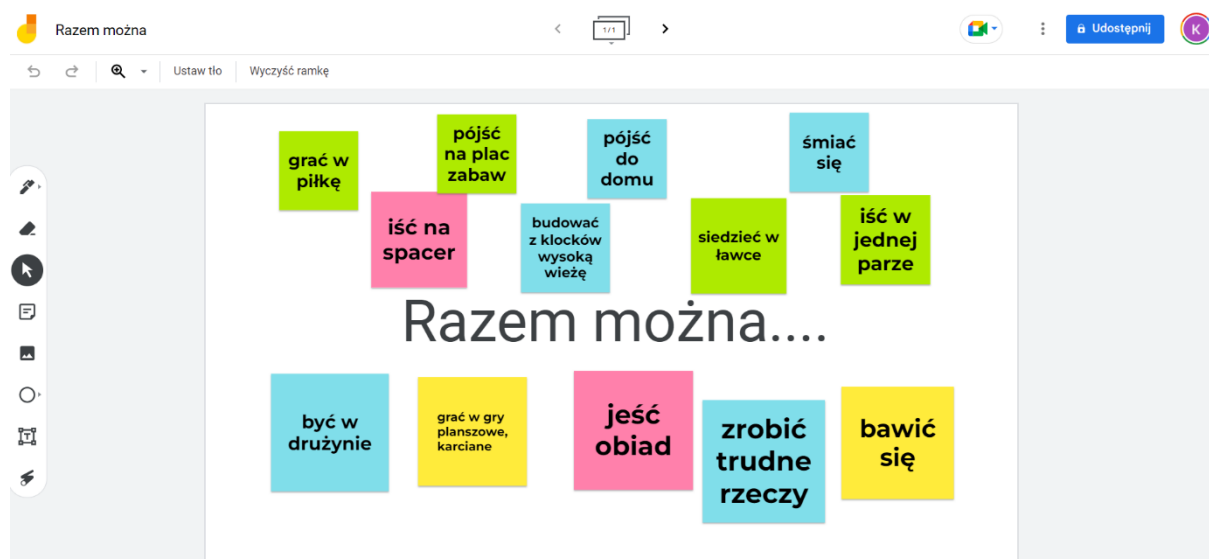 Razem można
1/1
Udostępnij
K
Ustaw tło
Wyczyść ramkę
grać w
piłkę
pójść
na plac
zabaw
pójść
do
domu
śmiać
się
iść na
spacer
budować
z klocków
wysoką
wieżę
siedzieć w
ławce
iść w
jednej
parze
Razem można....
być w
drużynie
grać w gry
planszowe,
karciane
jeść
obiad
zrobić
trudne
rzeczy
bawić
się